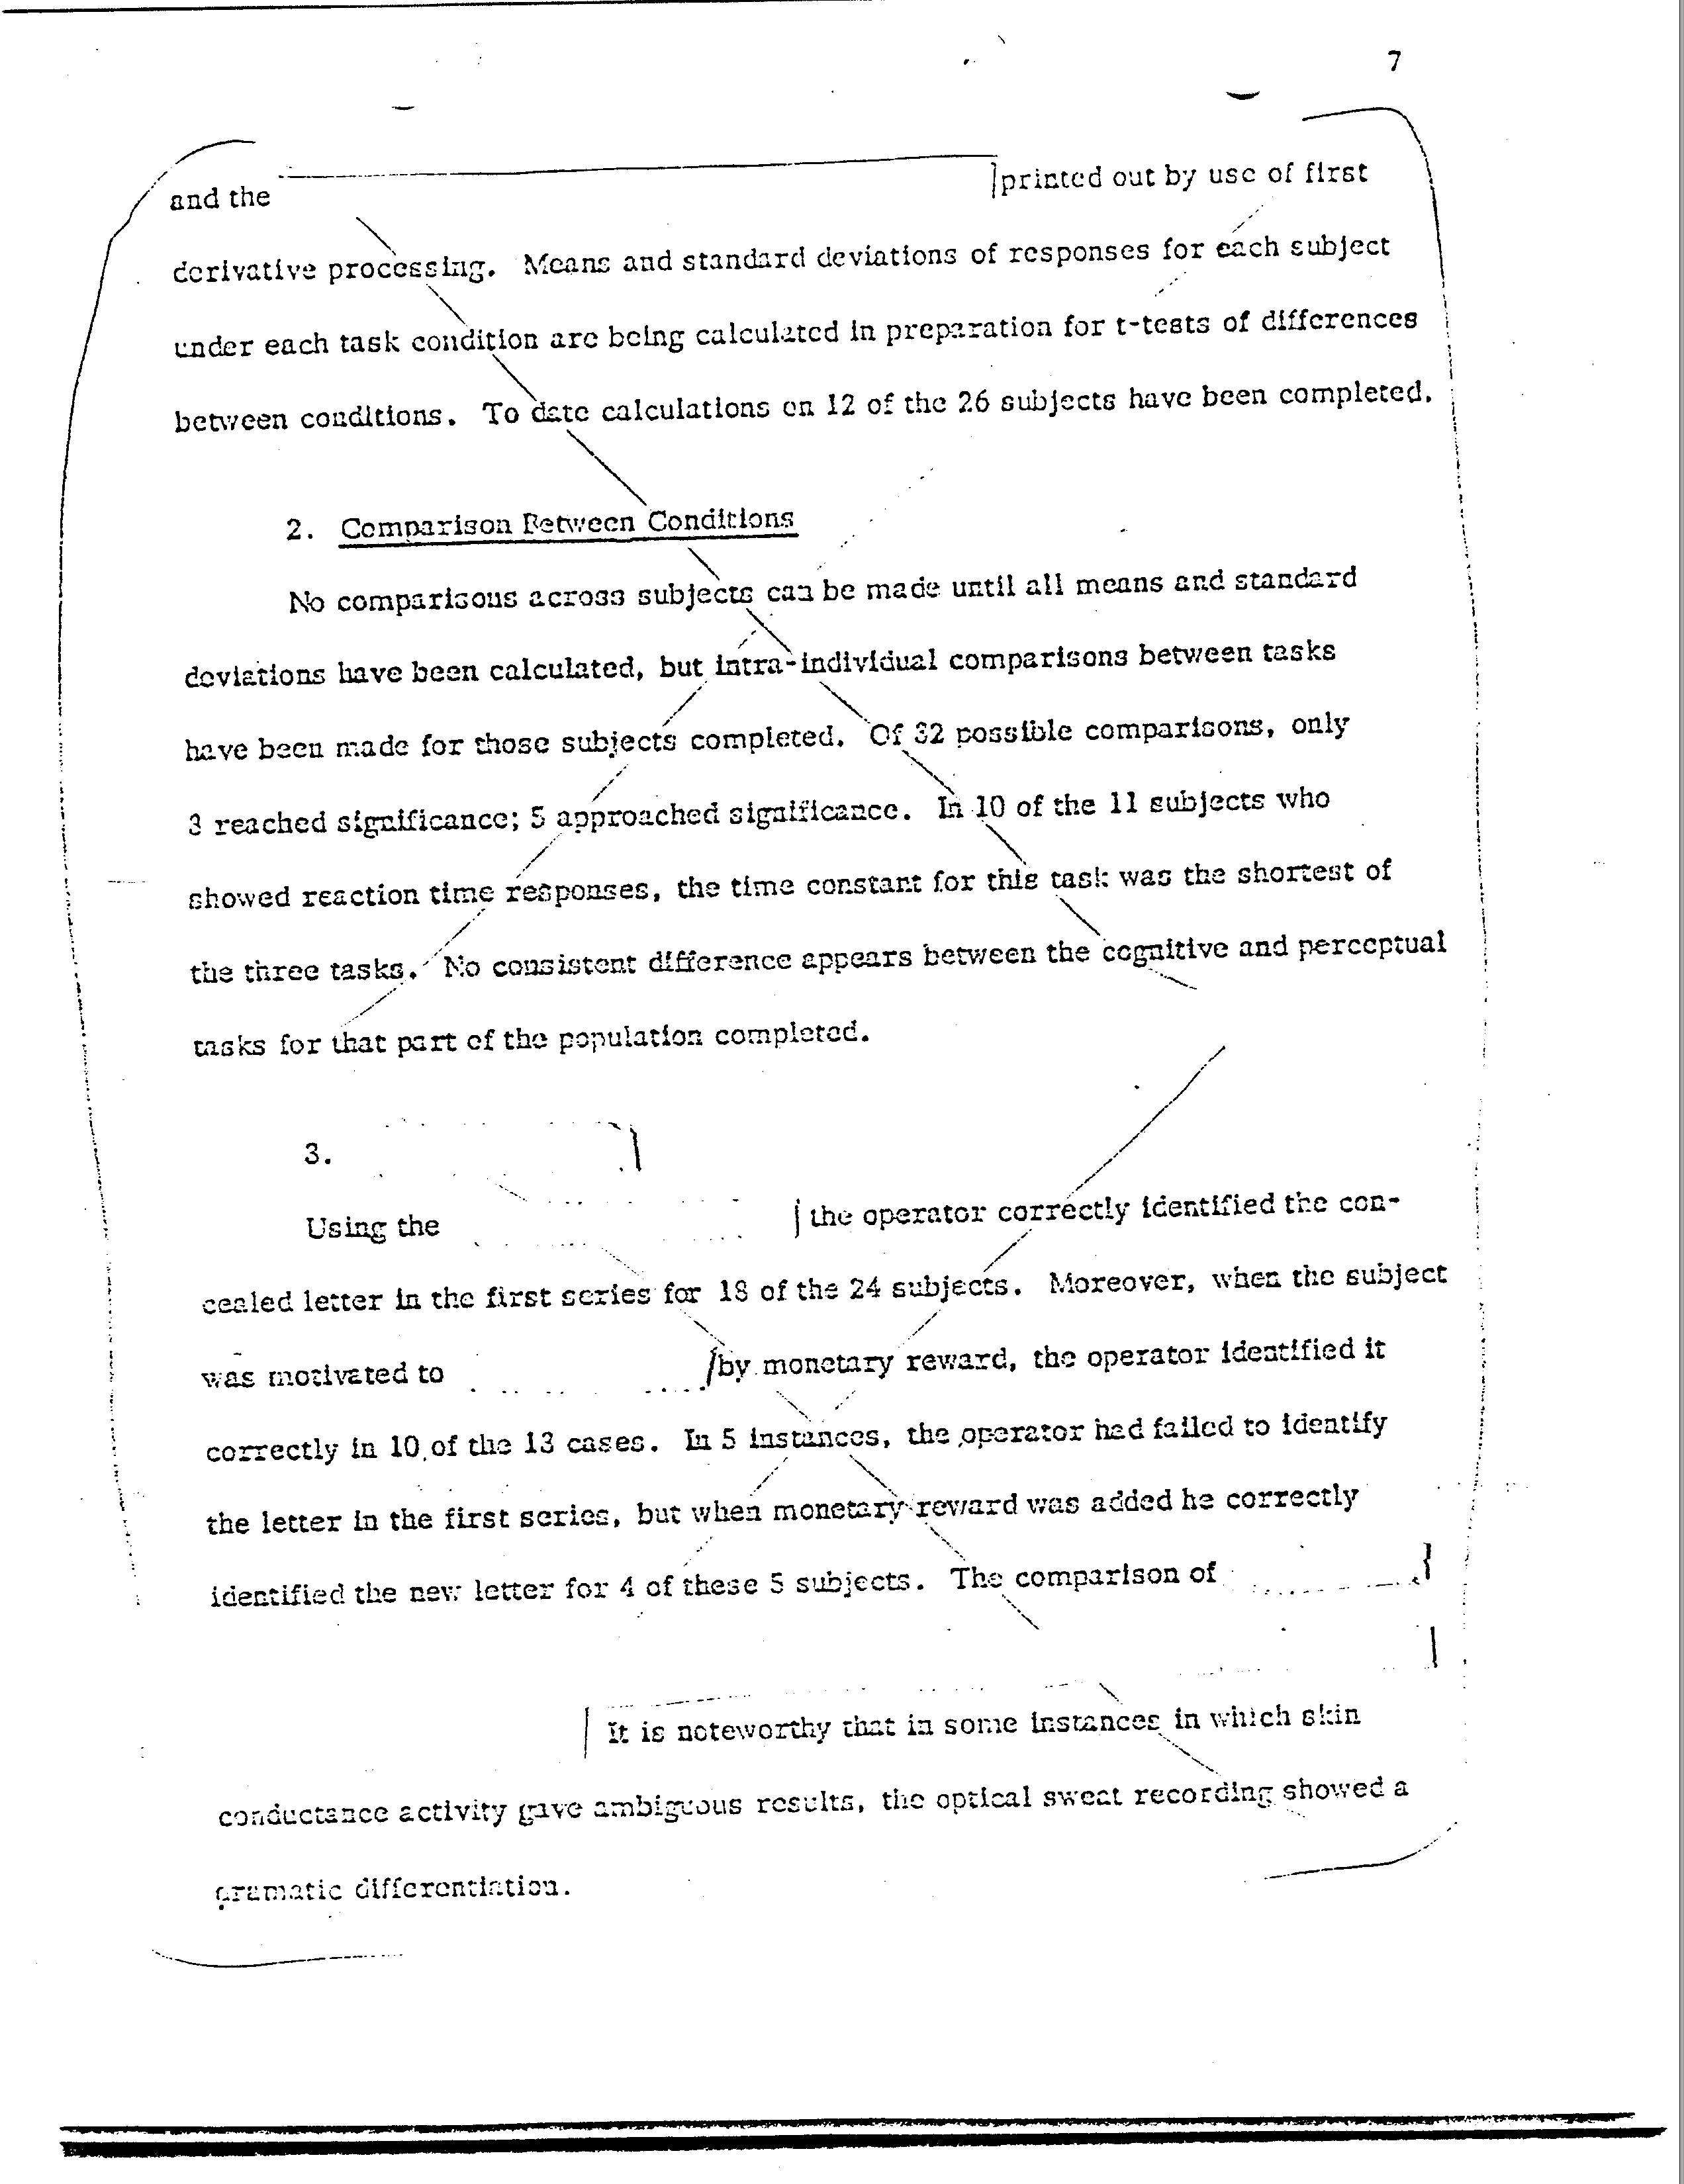 7
and the printed out by use of first
derivative processing. Means and standard deviations of responses for each subject
under each task condition are being calculated in preparation for t-tests of differences
between conditions. To date calculations on 12 of the 26 subjects have been completed.
2. Comparison Between Conditions
No comparisons across subjects can be made until all means and standard
deviations have been calculated, but intra-individual comparisons between tasks
have been made for those subjects completed. Of 32 possible comparisons, only
3 reached significance; 5 approached significance. In 10 of the 11 subjects who
showed reaction time responses, the time constant for this task was the shortest of
the three tasks. No consistent difference appears between the cognitive and perceptual
tasks for that part of the population completed.
3.
Using the the operator correctly identified the con-
cealed letter in the first series for 18 of the 24 subjects. Moreover, when the subject
was motivated to by monetary reward, the operator identified it
correctly in 10 of the 13 cases. In 5 instances, the operator had failed to identify
the letter in the first series, but when monetary reward was added he correctly
identified the new letter for 4 of these 5 subjects. The comparison of
It is noteworthy that in some instances in which skin
conductance activity gave ambiguous results, the optical sweat recording showed a
dramatic differentiation.